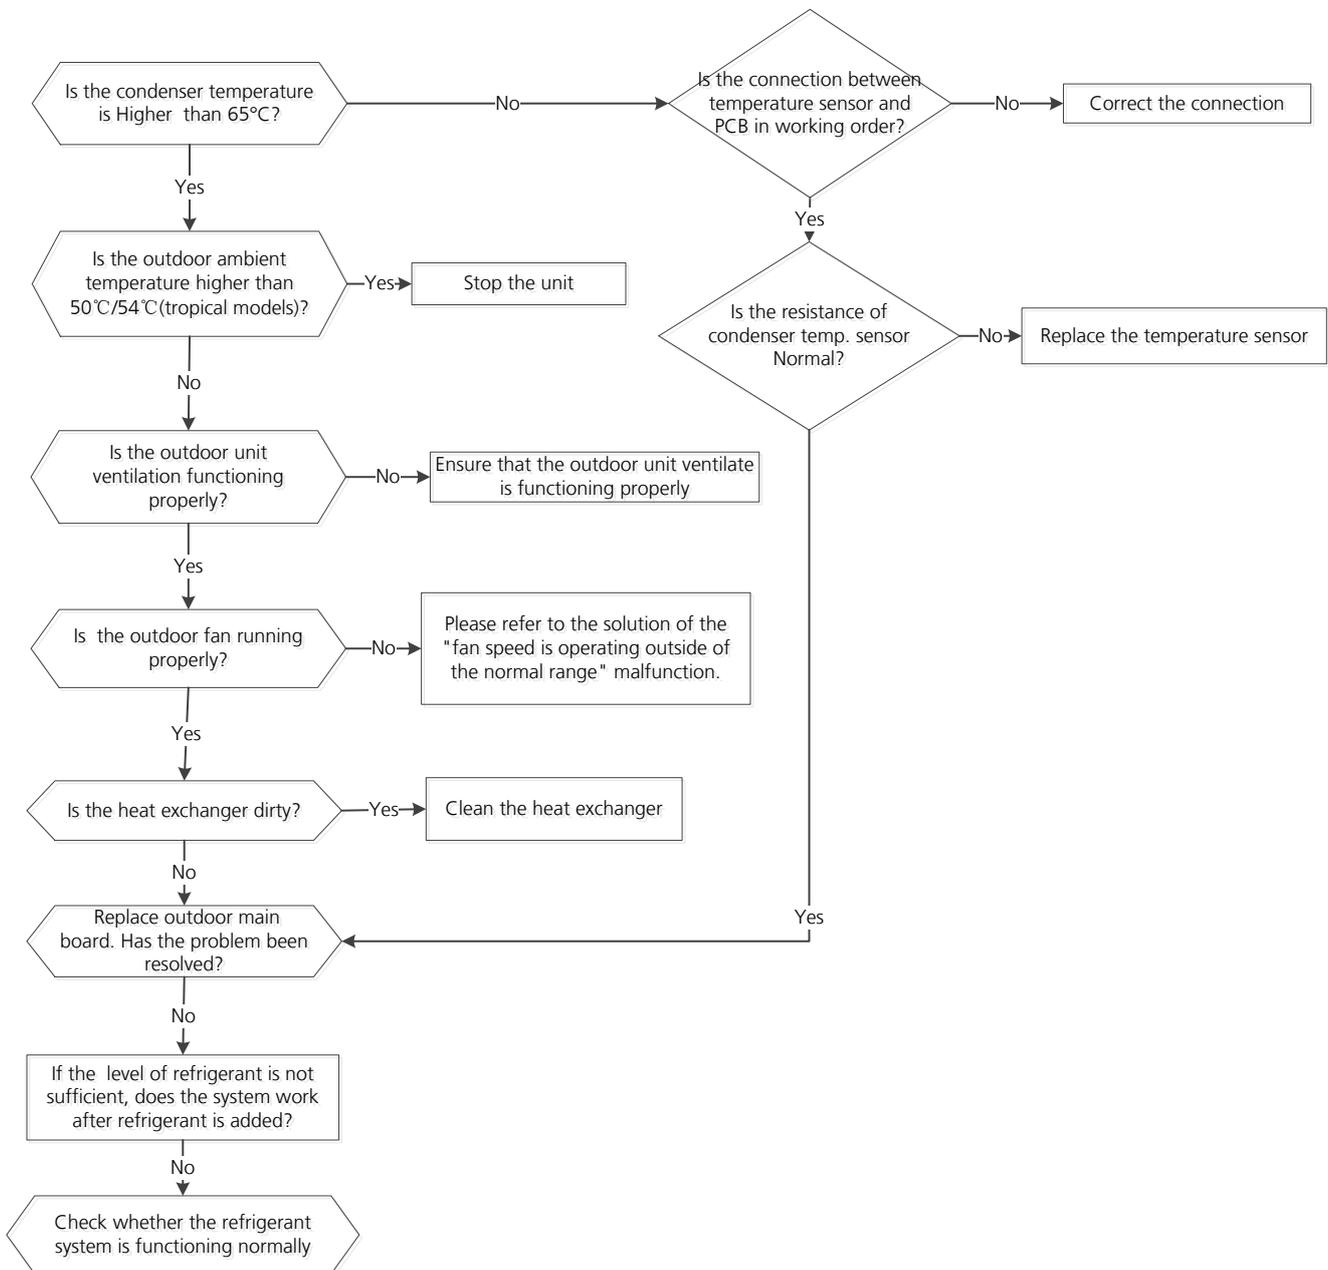 Is the condenser temperature
is Higher than 65°C?
No
Is the connection between
temperature sensor and
PCB in working order?
No
Correct the connection
Yes
Yes
Is the outdoor ambient
temperature higher than
50℃/54℃(tropical models)?
Yes
Stop the unit
Is the resistance of
condenser temp. sensor
Normal?
No
Replace the temperature sensor
No
Is the outdoor unit
ventilation functioning
properly?
No
Ensure that the outdoor unit ventilate
is functioning properly
Yes
Is the outdoor fan running
properly?
No
Please refer to the solution of the
"fan speed is operating outside of
the normal range" malfunction.
Yes
Is the heat exchanger dirty?
Yes
Clean the heat exchanger
No
Yes
Replace outdoor main
board. Has the problem been
resolved?
No
If the level of refrigerant is not
sufficient, does the system work
after refrigerant is added?
No
Check whether the refrigerant
system is functioning normally